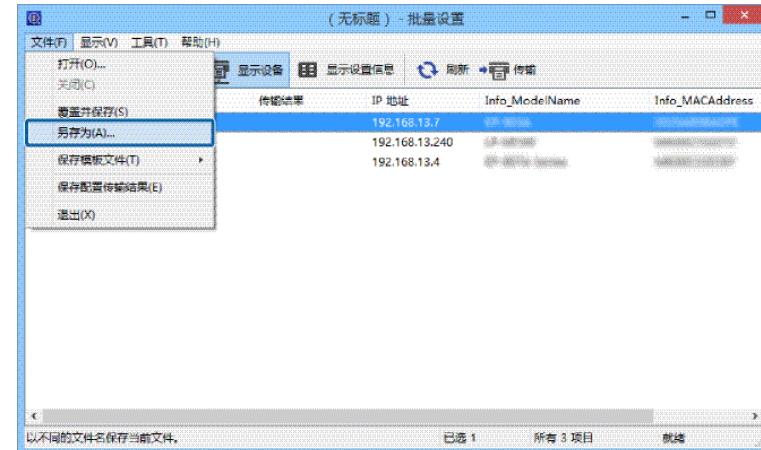 （无标题） - 批量设置
文件(F) 显示(V) 工具(T) 帮助(H)
打开(O)...
关闭(C)
覆盖并保存(S)
另存为(A)...
保存模板文件(T)
保存配置传输结果(E)
退出(X)
显示设备 显示设置信息 刷新 传输
传输结果 IP 地址 Info_ModelName Info_MACAddress
192.168.13.7
192.168.13.240
192.168.13.4
以不同的文件名保存当前文件。 已选 1 所有 3 项目 就绪